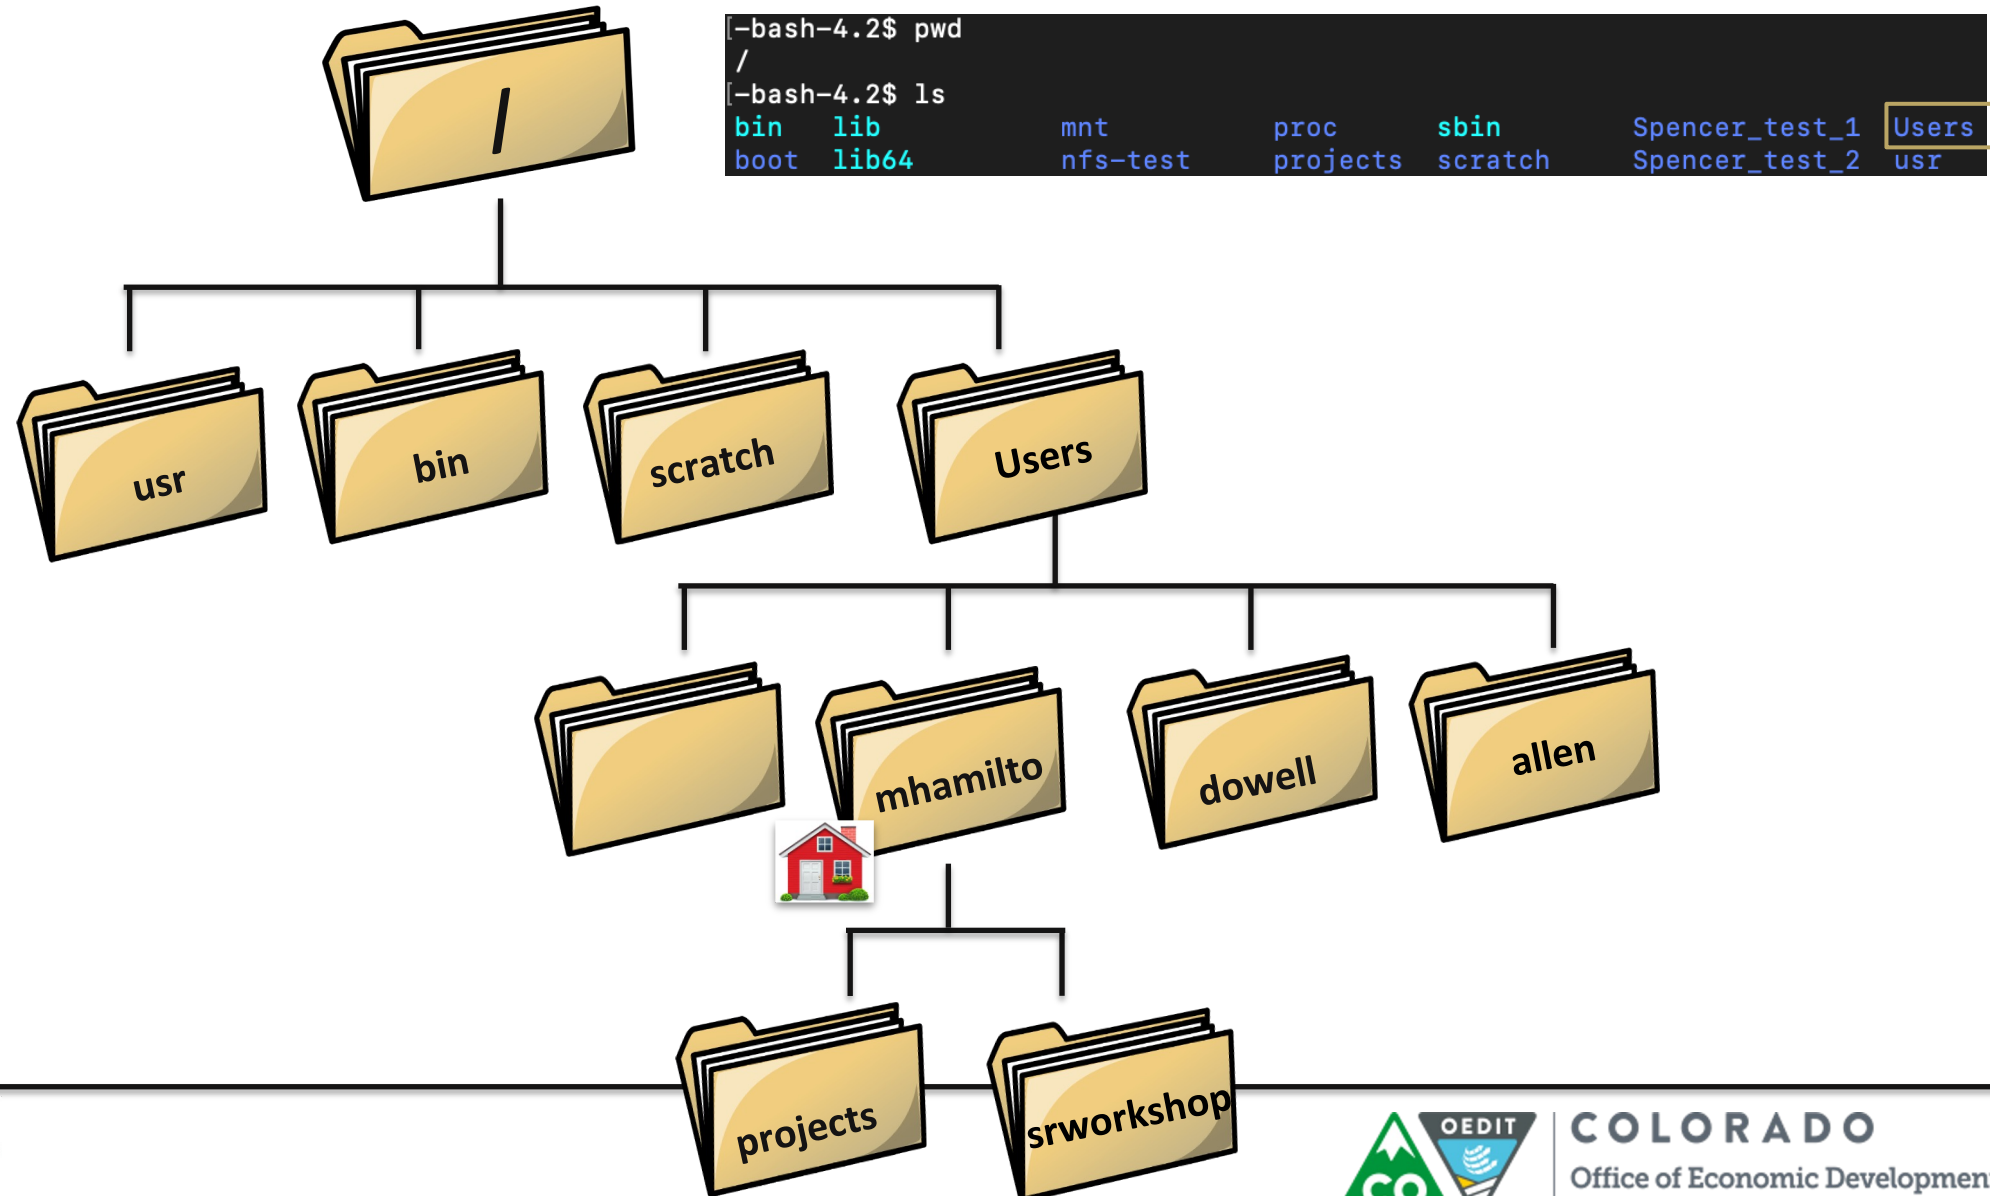 /
[-bash-4.2$ pwd
/
[-bash-4.2$ ls
bin lib mnt proc sbin Spencer_test_1 Users
boot lib64 nfs-test projects scratch Spencer_test_2 usr
usr bin scratch Users
mhamilto dowell allen
projects srworkshop
OEDIT
CO
COLORADO
Office of Economic Developmen